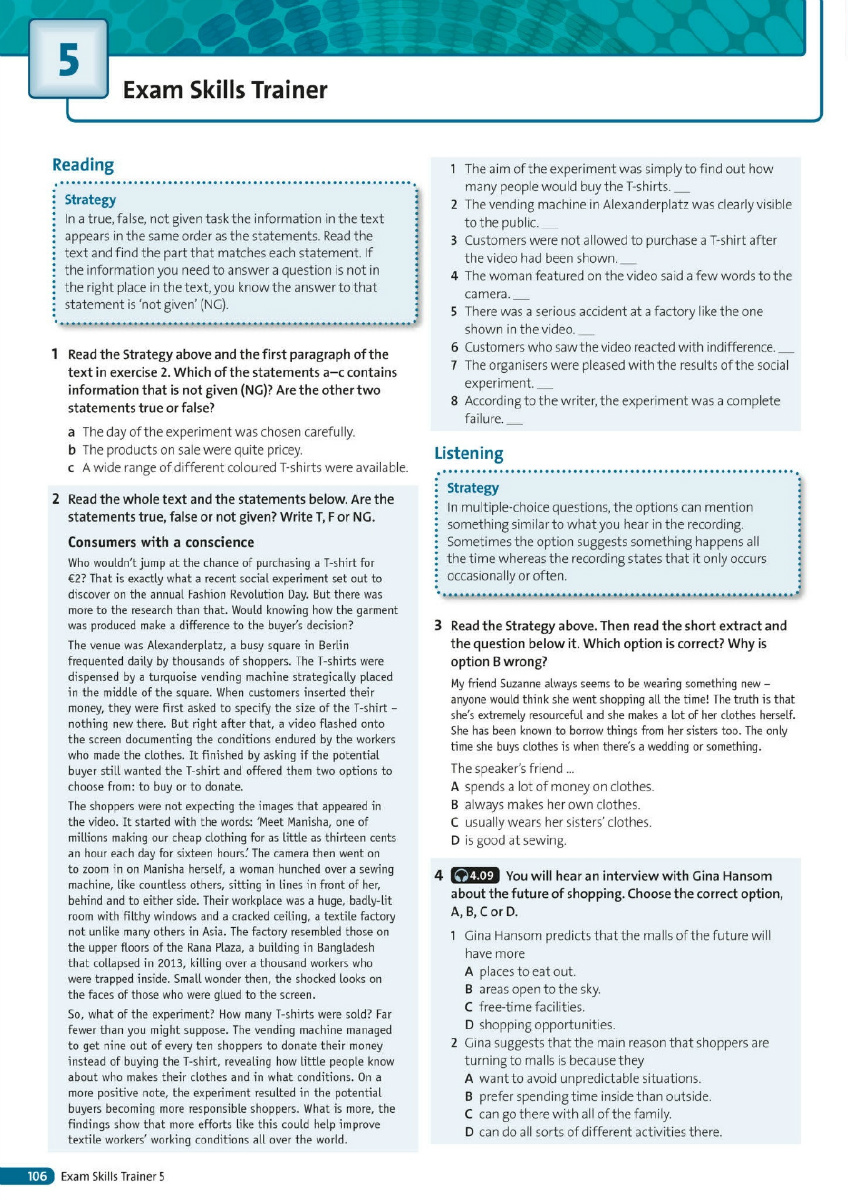 5
Exam Skills Trainer
Reading
Strategy
In a true, false, not given task the information in the text
appears in the same order as the statements. Read the
text and find the part that matches each statement. If
the information you need to answer a question is not in
the right place in the text, you know the answer to that
statement is 'not given' (NG).
1 Read the Strategy above and the first paragraph of the
text in exercise 2. Which of the statements a–c contains
information that is not given (NG)? Are the other two
statements true or false?
a The day of the experiment was chosen carefully.
b The products on sale were quite pricey.
c A wide range of different coloured T-shirts were available.
2 Read the whole text and the statements below. Are the
statements true, false or not given? Write T, F or NG.
Consumers with a conscience
Who wouldn't jump at the chance of purchasing a T-shirt for
€2? That is exactly what a recent social experiment set out to
discover on the annual Fashion Revolution Day. But there was
more to the research than that. Would knowing how the garment
was produced make a difference to the buyer's decision?
The venue was Alexanderplatz, a busy square in Berlin
frequented daily by thousands of shoppers. The T-shirts were
dispensed by a turquoise vending machine strategically placed
in the middle of the square. When customers inserted their
money, they were first asked to specify the size of the T-shirt –
nothing new there. But right after that, a video flashed onto
the screen documenting the conditions endured by the workers
who made the clothes. It finished by asking if the potential
buyer still wanted the T-shirt and offered them two options to
choose from: to buy or to donate.
The shoppers were not expecting the images that appeared in
the video. It started with the words: 'Meet Manisha, one of
millions making our cheap clothing for as little as thirteen cents
an hour each day for sixteen hours.' The camera then went on
to zoom in on Manisha herself, a woman hunched over a sewing
machine, like countless others, sitting in lines in front of her,
behind and to either side. Their workplace was a huge, badly-lit
room with filthy windows and a cracked ceiling, a textile factory
not unlike many others in Asia. The factory resembled those on
the upper floors of the Rana Plaza, a building in Bangladesh
that collapsed in 2013, killing over a thousand workers who
were trapped inside. Small wonder then, the shocked looks on
the faces of those who were glued to the screen.
So, what of the experiment? How many T-shirts were sold? Far
fewer than you might suppose. The vending machine managed
to get nine out of every ten shoppers to donate their money
instead of buying the T-shirt, revealing how little people know
about who makes their clothes and in what conditions. On a
more positive note, the experiment resulted in the potential
buyers becoming more responsible shoppers. What is more, the
findings show that more efforts like this could help improve
textile workers' working conditions all over the world.
1 The aim of the experiment was simply to find out how
many people would buy the T-shirts. __
2 The vending machine in Alexanderplatz was clearly visible
to the public. __
3 Customers were not allowed to purchase a T-shirt after
the video had been shown. __
4 The woman featured on the video said a few words to the
camera. __
5 There was a serious accident at a factory like the one
shown in the video. __
6 Customers who saw the video reacted with indifference. __
7 The organisers were pleased with the results of the social
experiment. __
8 According to the writer, the experiment was a complete
failure. __
Listening
Strategy
In multiple-choice questions, the options can mention
something similar to what you hear in the recording.
Sometimes the option suggests something happens all
the time whereas the recording states that it only occurs
occasionally or often.
3 Read the Strategy above. Then read the short extract and
the question below it. Which option is correct? Why is
option B wrong?
My friend Suzanne always seems to be wearing something new –
anyone would think she went shopping all the time! The truth is that
she's extremely resourceful and she makes a lot of her clothes herself.
She has been known to borrow things from her sisters too. The only
time she buys clothes is when there's a wedding or something.
The speaker's friend ...
A spends a lot of money on clothes.
B always makes her own clothes.
C usually wears her sisters' clothes.
D is good at sewing.
4 4.09 You will hear an interview with Gina Hansom
about the future of shopping. Choose the correct option,
A, B, C or D.
1 Gina Hansom predicts that the malls of the future will
have more
A places to eat out.
B areas open to the sky.
C free-time facilities.
D shopping opportunities.
2 Gina suggests that the main reason that shoppers are
turning to malls is because they
A want to avoid unpredictable situations.
B prefer spending time inside than outside.
C can go there with all of the family.
D can do all sorts of different activities there.
106 Exam Skills Trainer 5